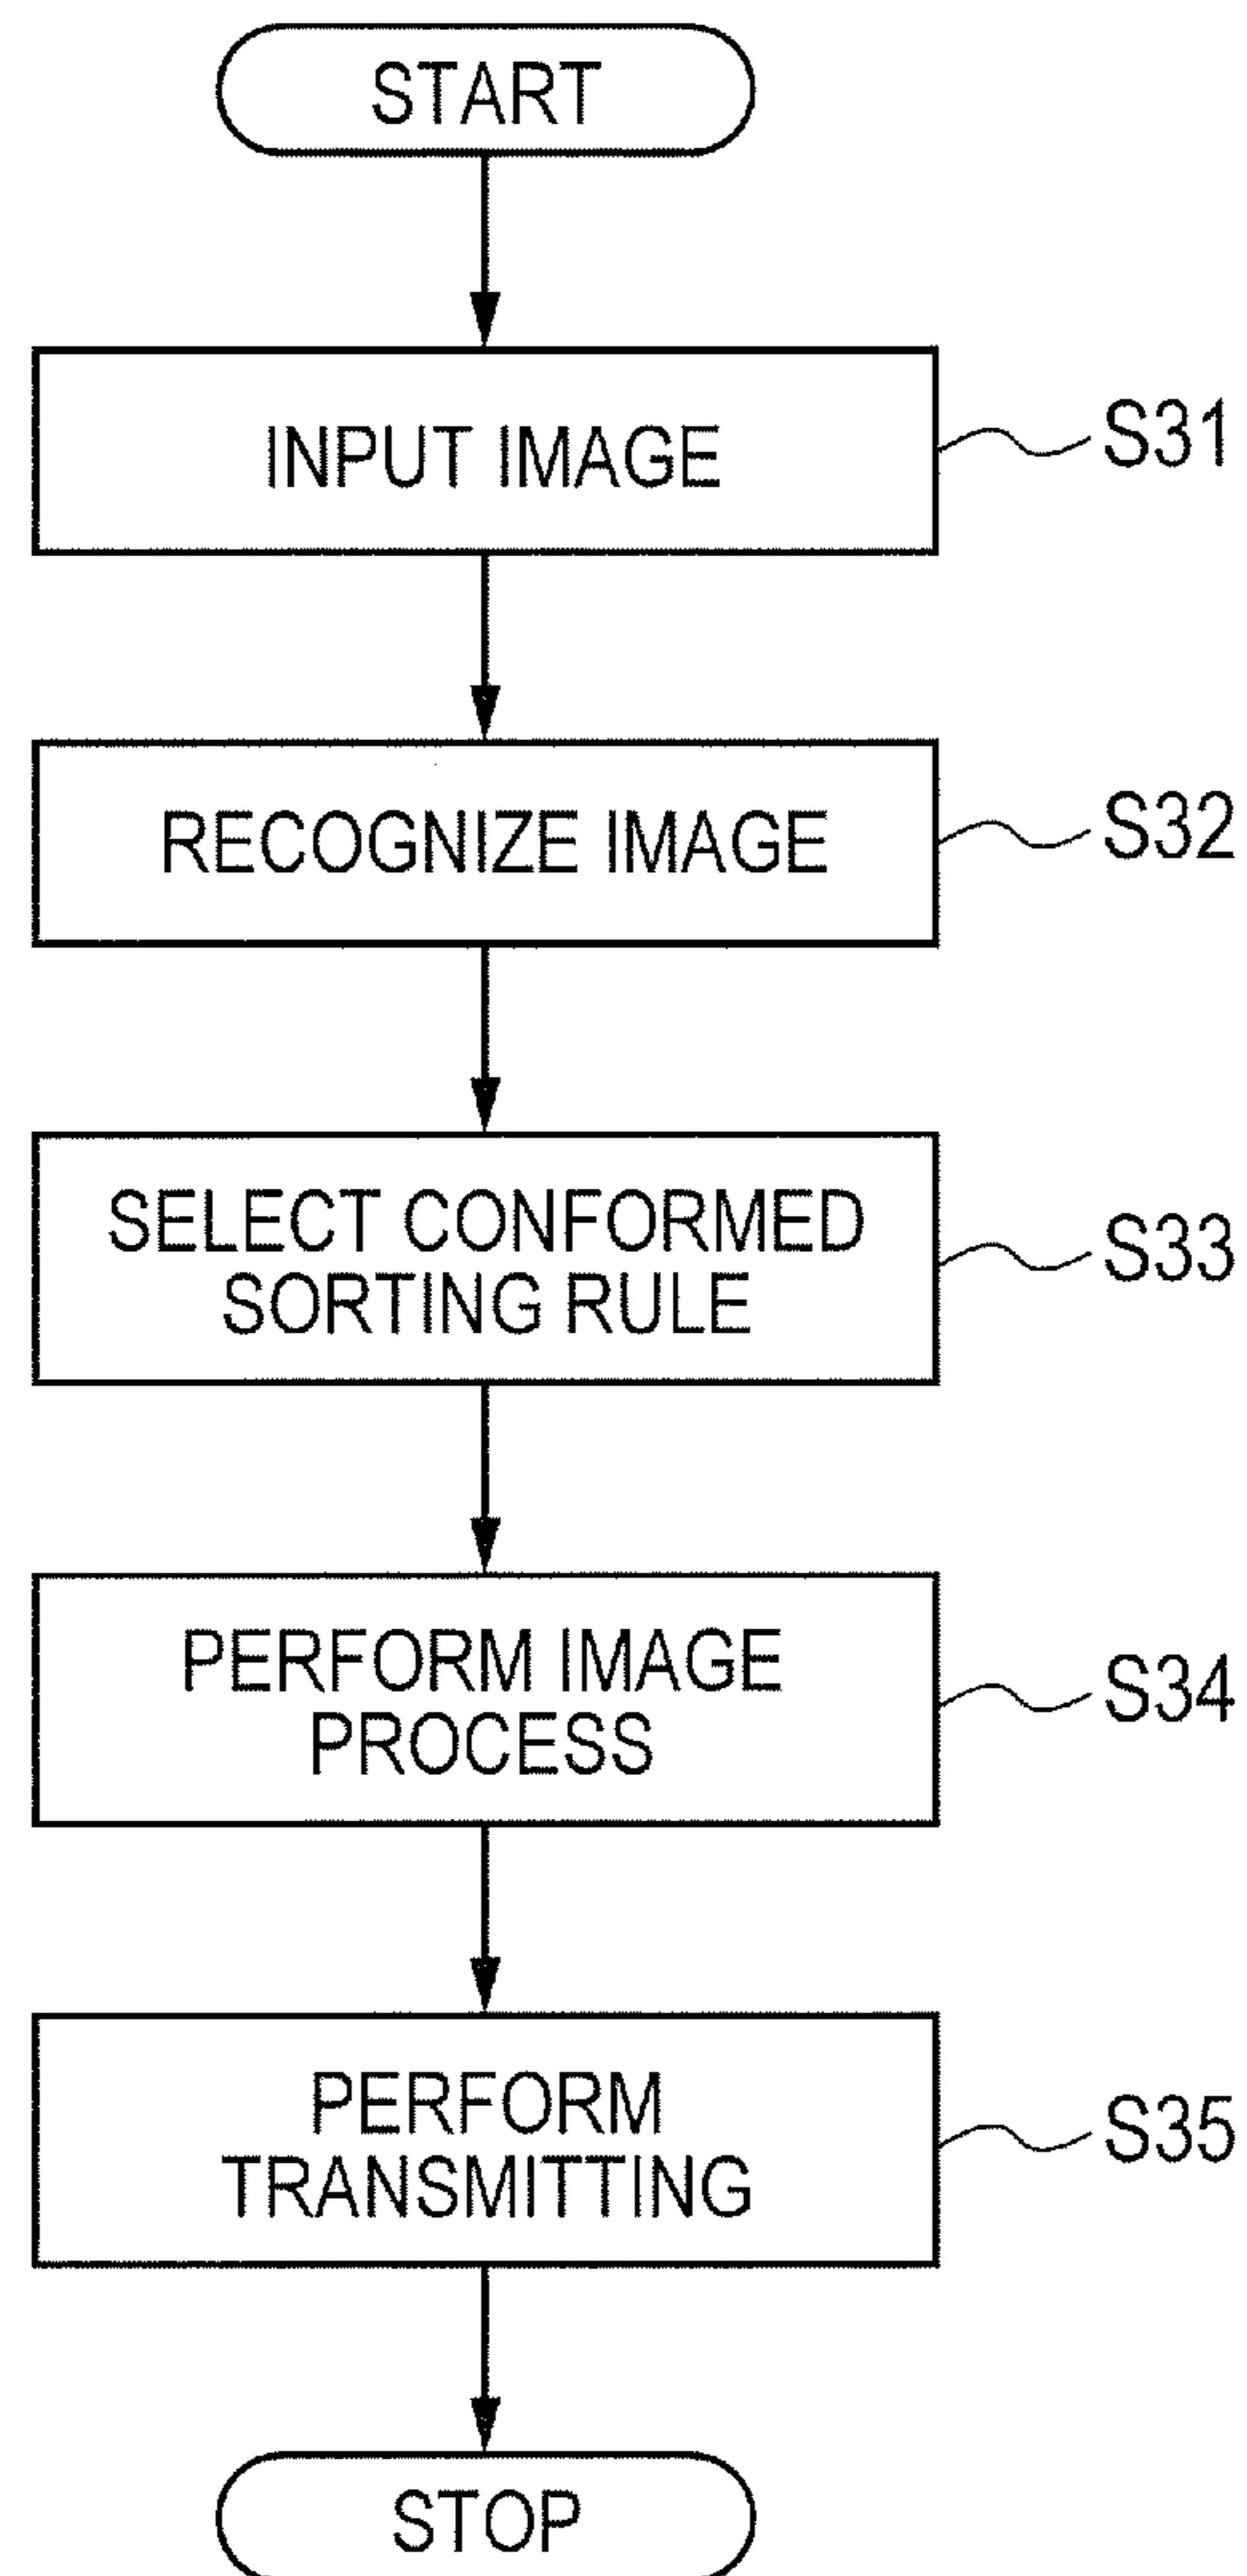 START
INPUT IMAGE
S31
RECOGNIZE IMAGE
S32
SELECT CONFORMED
SORTING RULE
S33
PERFORM IMAGE
PROCESS
S34
PERFORM
TRANSMITTING
S35
STOP